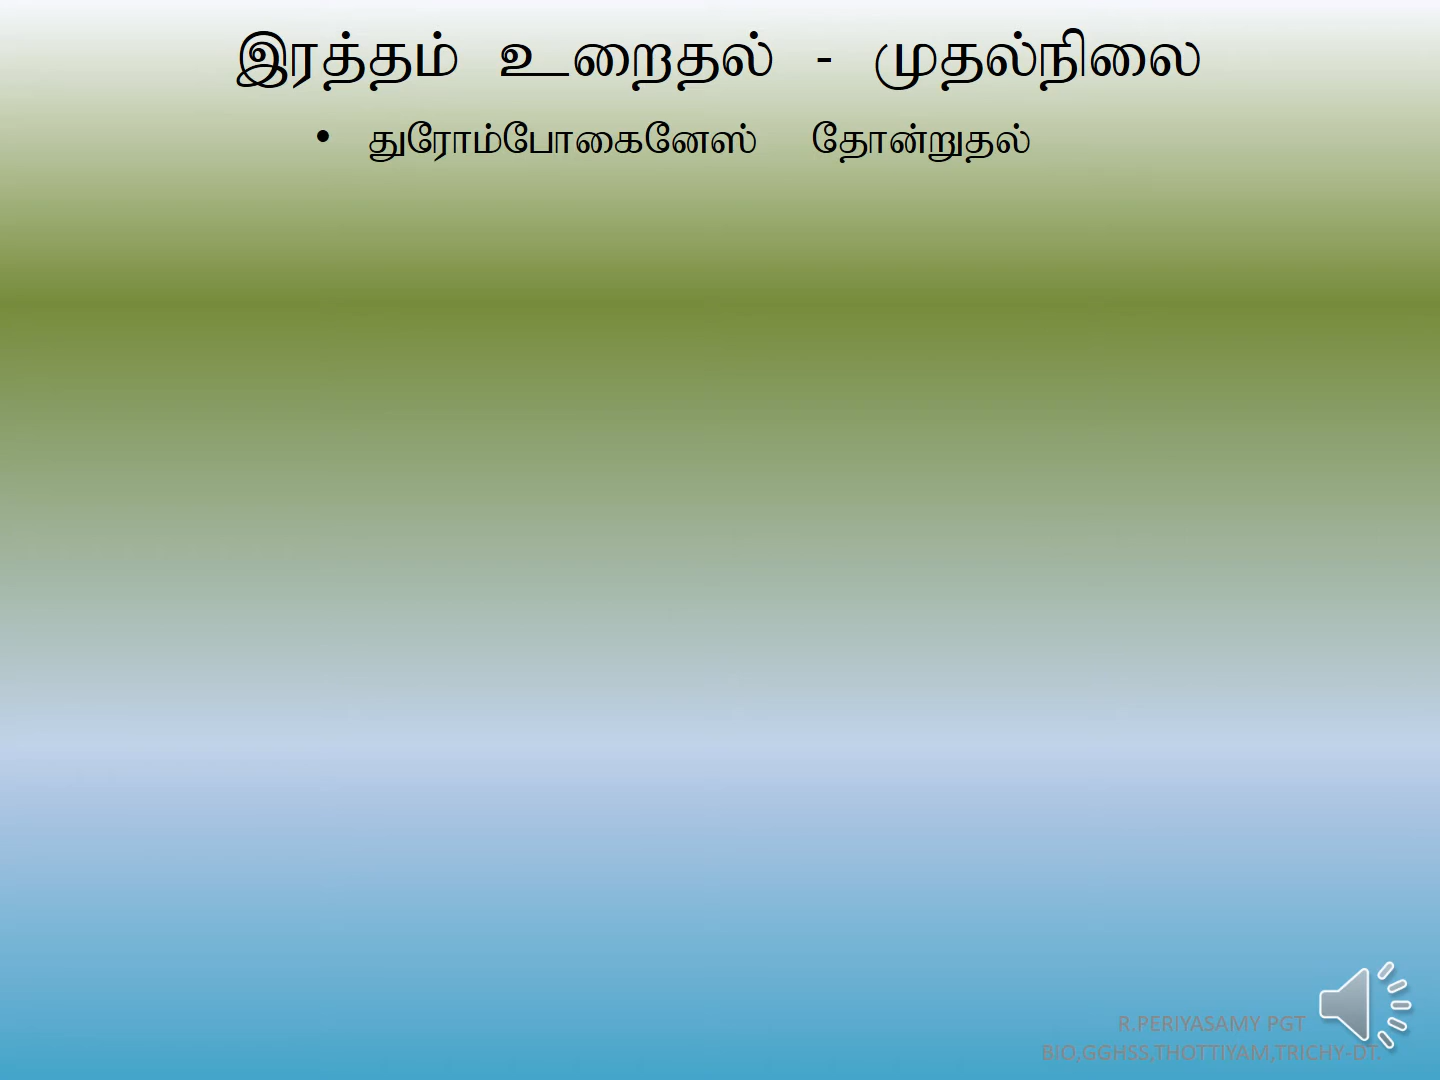 இரத்தம் உறைதல் - முதல்நிலை
• துரோம்போகைனேஸ் தோன்றுதல்
R.PERIYASAMY PGT
BIO,GGHSS,THOTTIYAM,TRICHY-DT.